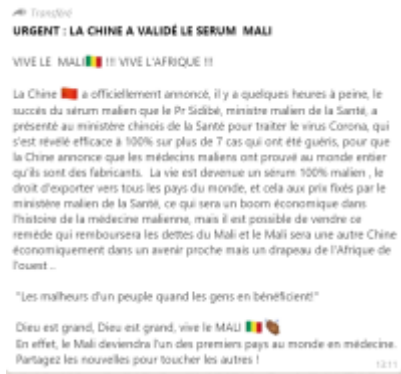 Transféré
URGENT : LA CHINE A VALIDÉ LE SERUM MALI
VIVE LE MALI🇲🇱 !!! VIVE L'AFRIQUE !!!
La Chine 🇨🇳 a officiellement annoncé, il y a quelques heures à peine, le
succès du sérum malien que le Pr Sidibé, ministre malien de la Santé, a
présenté au ministère chinois de la Santé pour traiter le virus Corona, qui
s'est révélé efficace à 100% sur plus de 7 cas qui ont été guéris, pour que
la Chine annonce que les médecins maliens ont prouvé au monde entier
qu'ils sont des fabricants. La vie est devenue un sérum 100% malien , le
droit d'exporter vers tous les pays du monde, et cela aux prix fixés par le
ministère malien de la Santé, ce qui sera un boom économique dans
l'histoire de la médecine malienne, mais il est possible de vendre ce
remède qui remboursera les dettes du Mali et le Mali sera une autre Chine
économiquement dans un avenir proche mais un drapeau de l'Afrique de
l'ouest ..
"Les malheurs d'un peuple quand les gens en bénéficient!"
Dieu est grand, Dieu est grand, vive le MALI 🇲🇱👏🏾
En effet, le Mali deviendra l'un des premiers pays au monde en médecine.
Partagez les nouvelles pour toucher les autres !
13:11